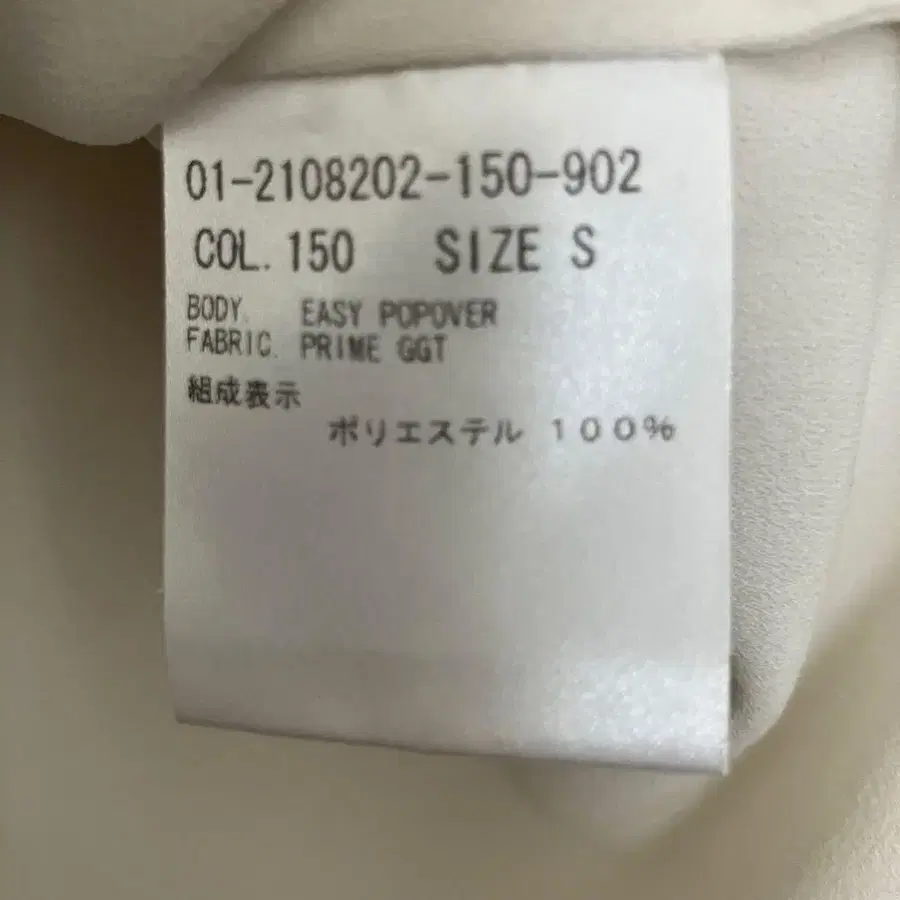 01-2108202-150-902
COL. 150 SIZE S
BODY. EASY POPOVER
FABRIC. PRIME GGT
組成表示
ポリエステル 100%